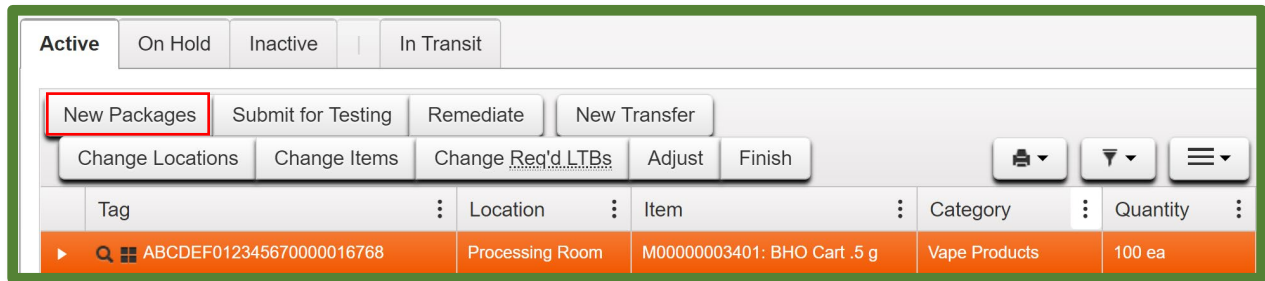 Active On Hold Inactive | In Transit
New Packages Submit for Testing Remediate New Transfer
Change Locations Change Items Change Req'd LTBs Adjust Finish
Tag Location Item Category Quantity
ABCDEF012345670000016768 Processing Room M00000003401: BHO Cart .5 g Vape Products 100 ea